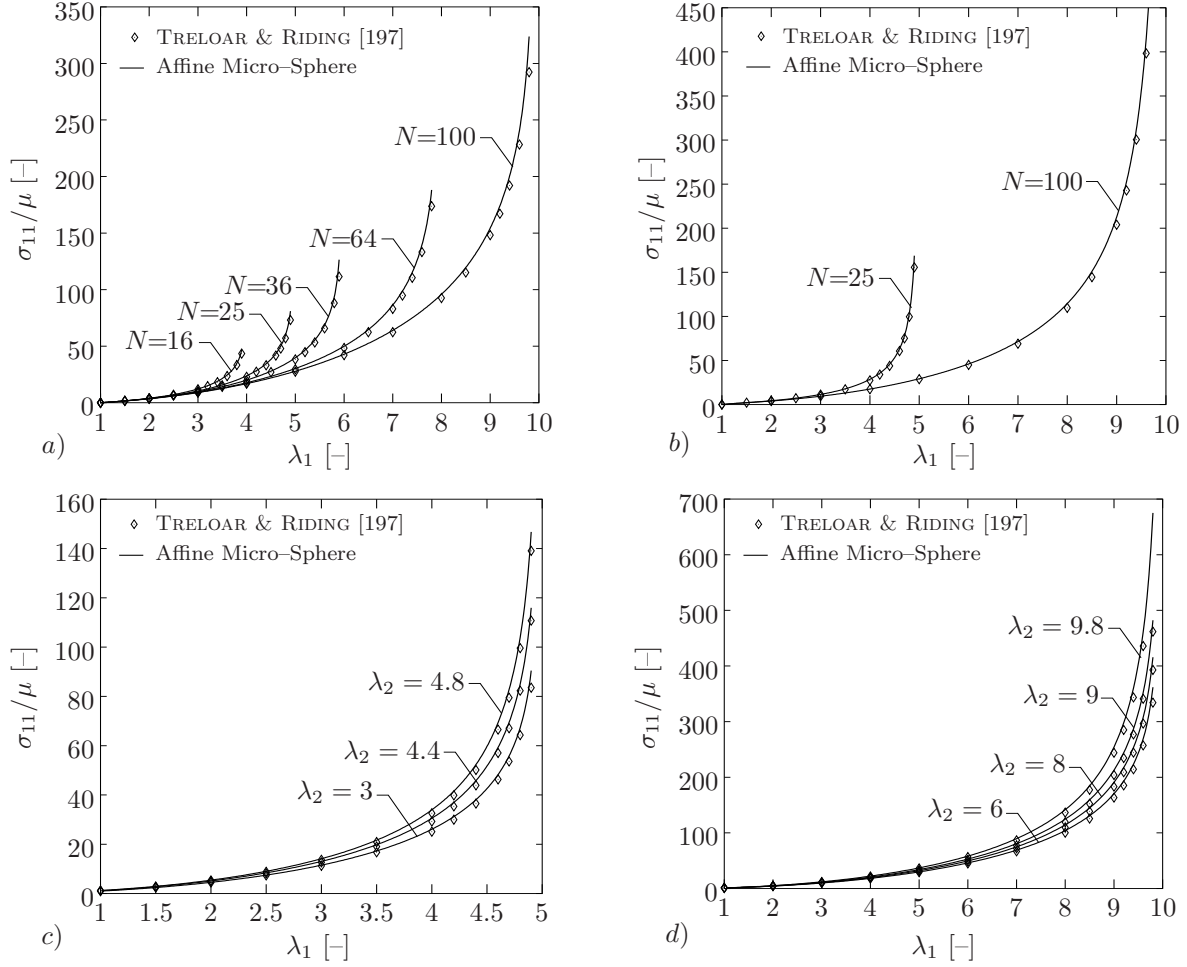 350
300
250
200
150
100
50
0
1 2 3 4 5 6 7 8 9 10
σ11/μ [–]
λ1 [–]
TRELOAR & RIDING [197]
Affine Micro–Sphere
N=100
N=64
N=36
N=25
N=16
a)
450
400
350
300
250
200
150
100
50
0
1 2 3 4 5 6 7 8 9 10
σ11/μ [–]
λ1 [–]
TRELOAR & RIDING [197]
Affine Micro–Sphere
N=100
N=25
b)
160
140
120
100
80
60
40
20
0
1 1.5 2 2.5 3 3.5 4 4.5 5
σ11/μ [–]
λ1 [–]
TRELOAR & RIDING [197]
Affine Micro–Sphere
λ2 = 4.8
λ2 = 4.4
λ2 = 3
c)
700
600
500
400
300
200
100
0
1 2 3 4 5 6 7 8 9 10
σ11/μ [–]
λ1 [–]
TRELOAR & RIDING [197]
Affine Micro–Sphere
λ2 = 9.8
λ2 = 9
λ2 = 8
λ2 = 6
d)